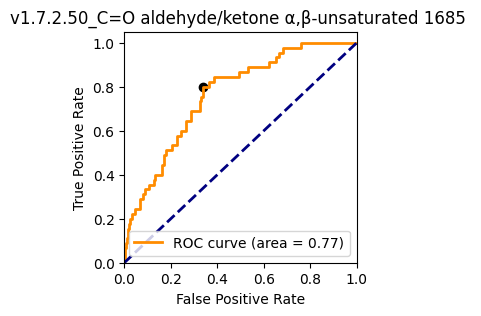 v1.7.2.50_C=O aldehyde/ketone α,β-unsaturated 1685
1.0
0.8
0.6
0.4
0.2
0.0
True Positive Rate
ROC curve (area = 0.77)
0.0 0.2 0.4 0.6 0.8 1.0
False Positive Rate